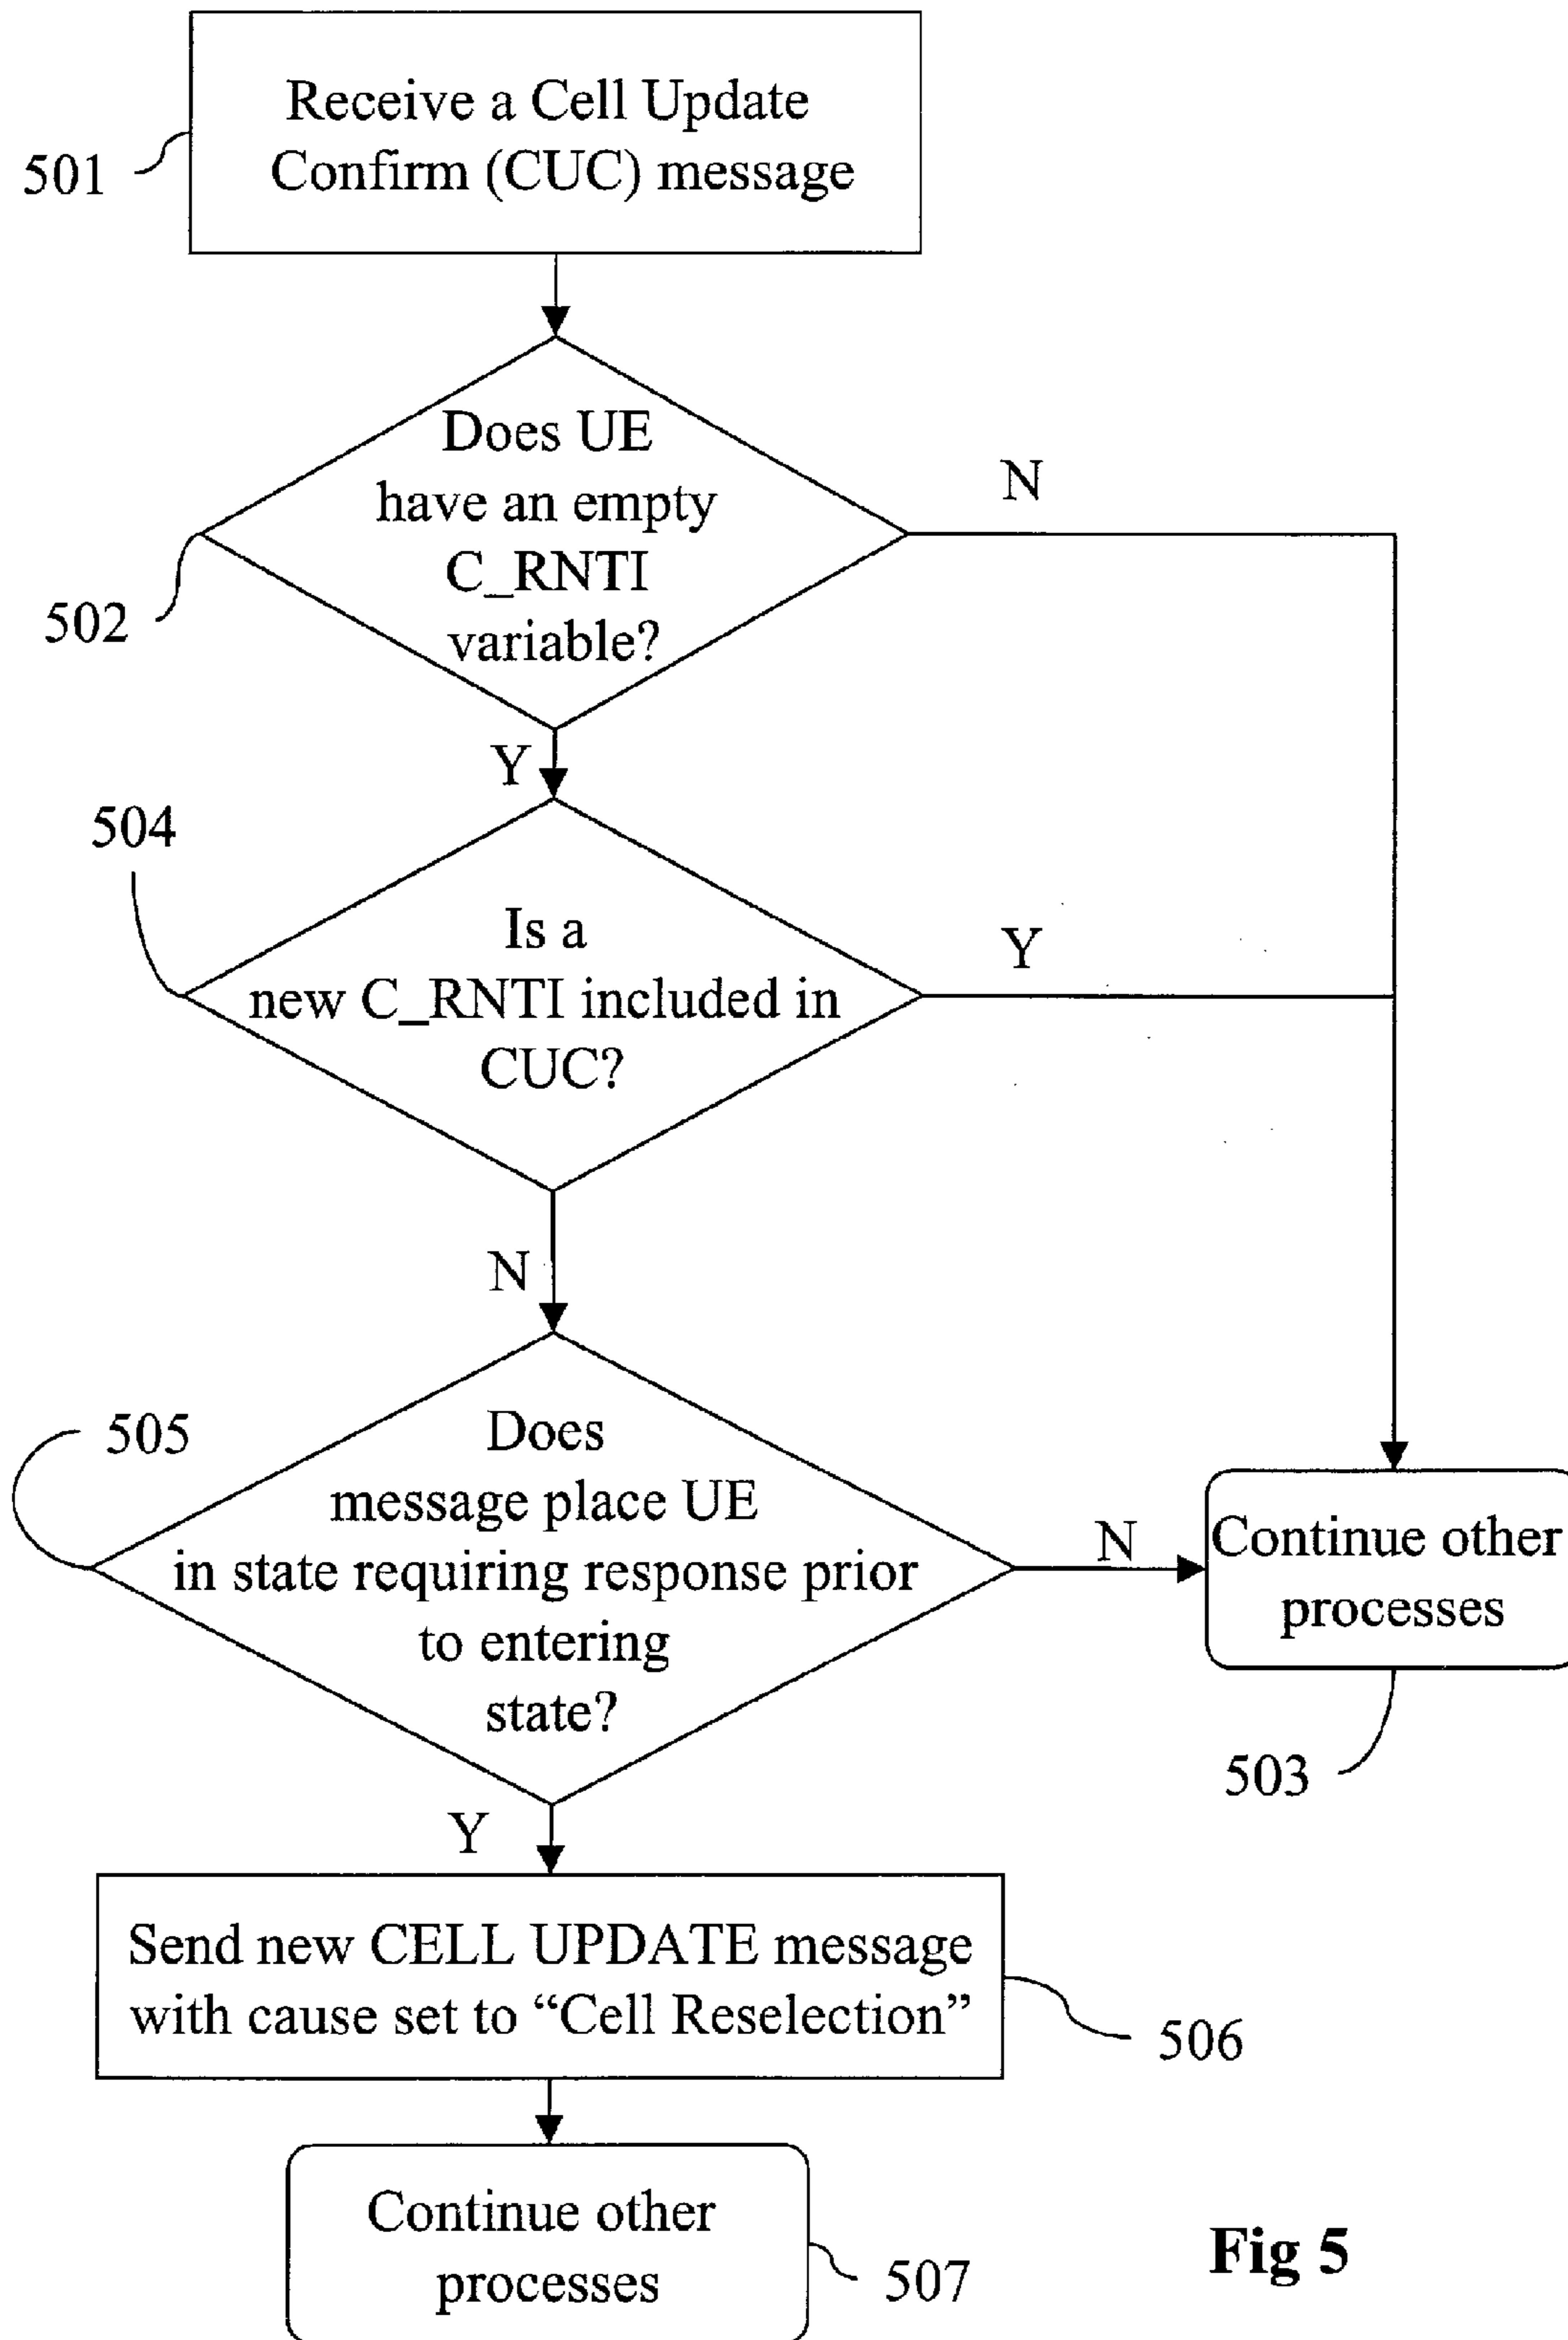 Receive a Cell Update
Confirm (CUC) message
501
Does UE
have an empty
C_RNTI
variable?
N
502
Y
504
Is a
new C_RNTI included in
CUC?
Y
N
505
Does
message place UE
in state requiring response prior
to entering
state?
N
Continue other
processes
503
Y
Send new CELL UPDATE message
with cause set to “Cell Reselection”
506
Continue other
processes
507
Fig 5